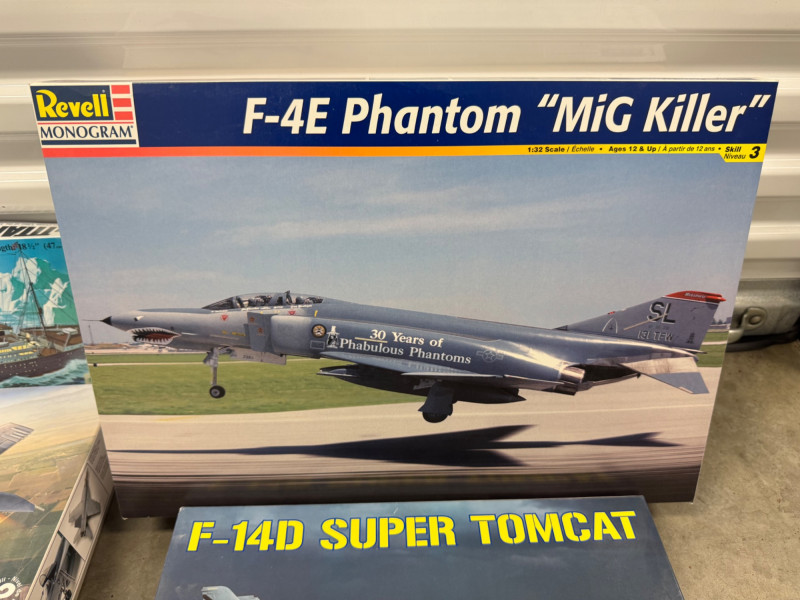 Revell
MONOGRAM
F-4E Phantom "MiG Killer"
1:32 Scale / Échelle • Ages 12 & Up / À partir de 12 ans • Skill Niveau 3
SL
30 Years of
Phabulous Phantoms
F-14D SUPER TOMCAT